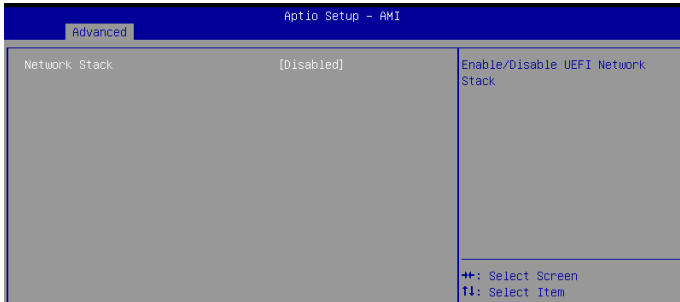 Aptio Setup – AMI
Advanced
Network Stack [Disabled]
Enable/Disable UEFI Network
Stack
→←: Select Screen
↑↓: Select Item